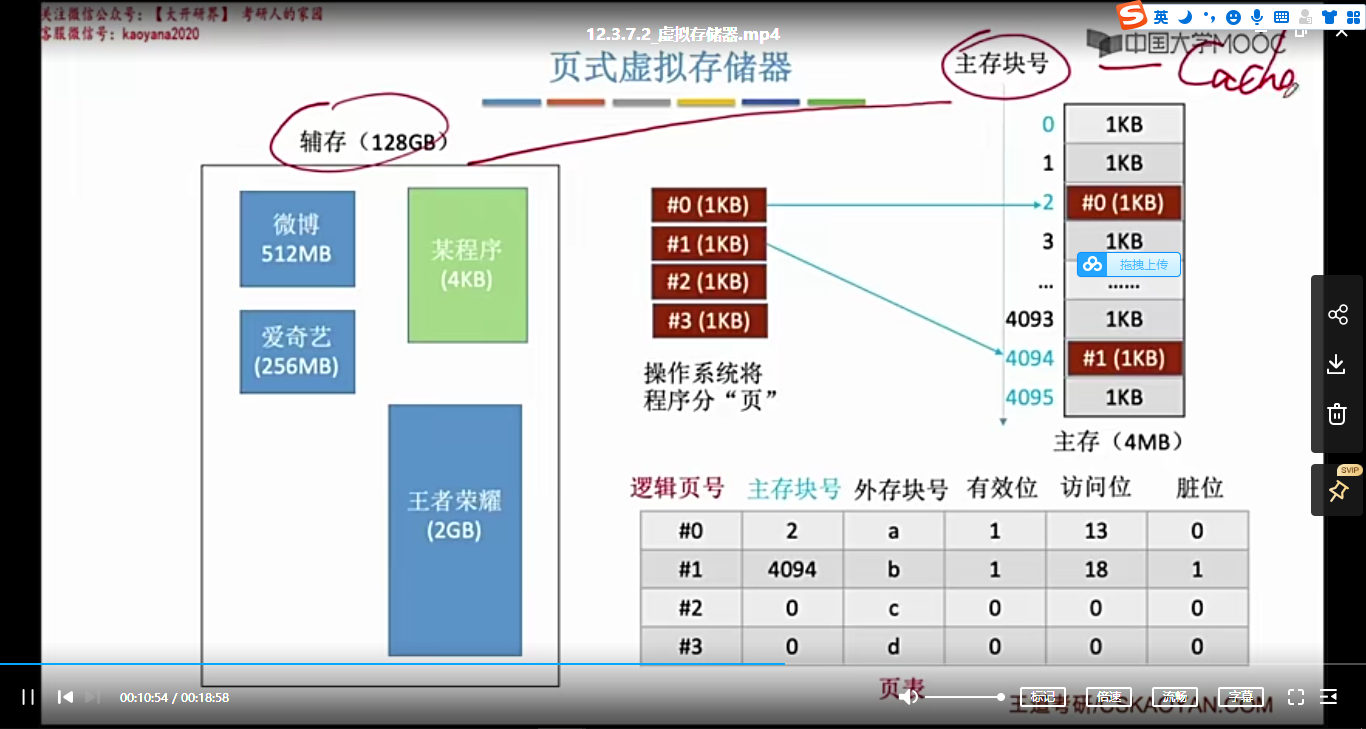 关注微信公众号：【大开研界】 考研人的家园
客服微信号：kaoyana2020
12.3.7.2_虚拟存储器.mp4
英
中国大学MOOC
页式虚拟存储器
主存块号
Cache
辅存（128GB）
微博
512MB
某程序
(4KB)
爱奇艺
(256MB)
王者荣耀
(2GB)
#0 (1KB)
#1 (1KB)
#2 (1KB)
#3 (1KB)
操作系统将
程序分“页”
0 1KB
1 1KB
2 #0 (1KB)
3 1KB
拖拽上传
... ......
4093 1KB
4094 #1 (1KB)
4095 1KB
主存（4MB）
逻辑页号 主存块号 外存块号 有效位 访问位 脏位
#0 2 a 1 13 0
#1 4094 b 1 18 1
#2 0 c 0 0 0
#3 0 d 0 0 0
页表
SVIP
00:10:54 / 00:18:58
标记 倍速 流畅 字幕
王道考研/CSKAOYAN.COM